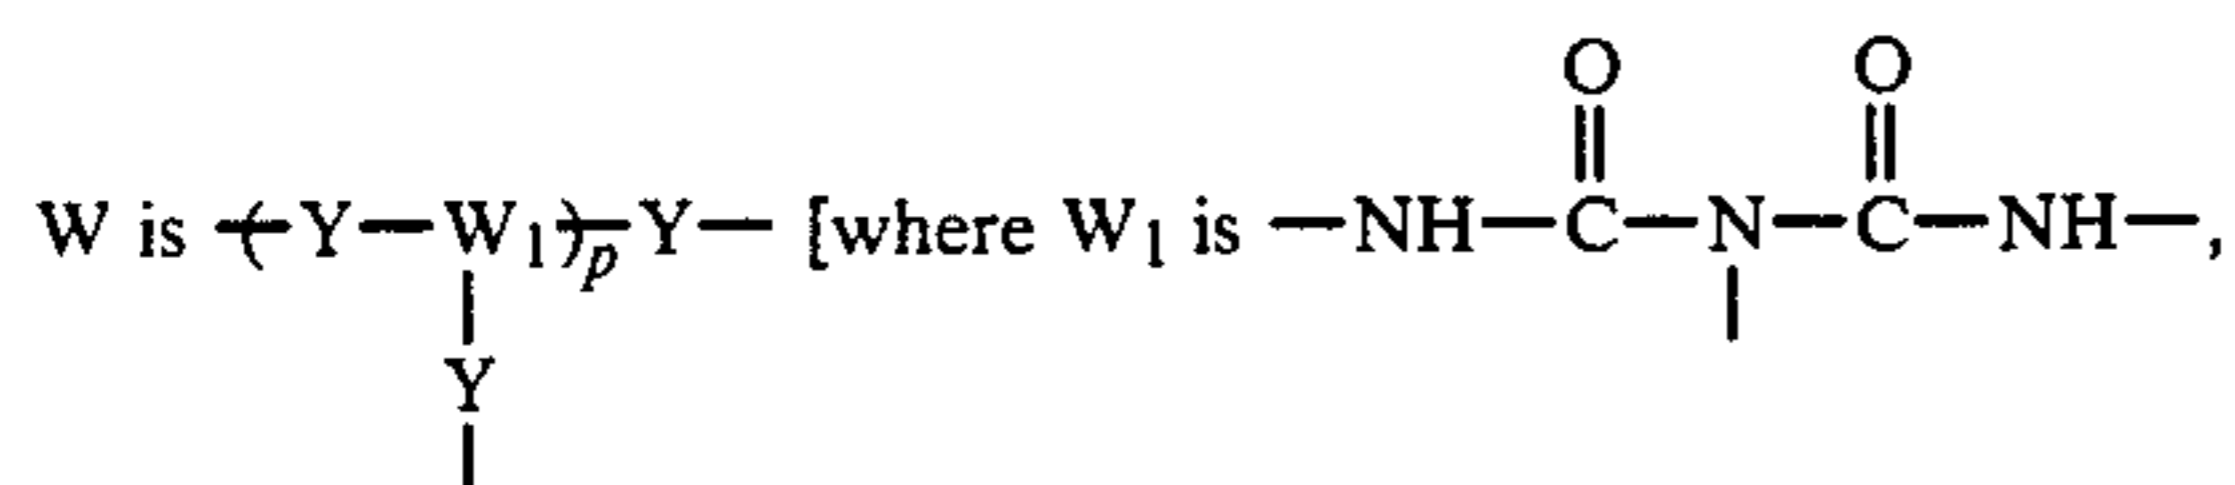 O O
W is (Y—W₁)ₚ—Y— [where W₁ is —NH—C—N—C—NH—,
Y